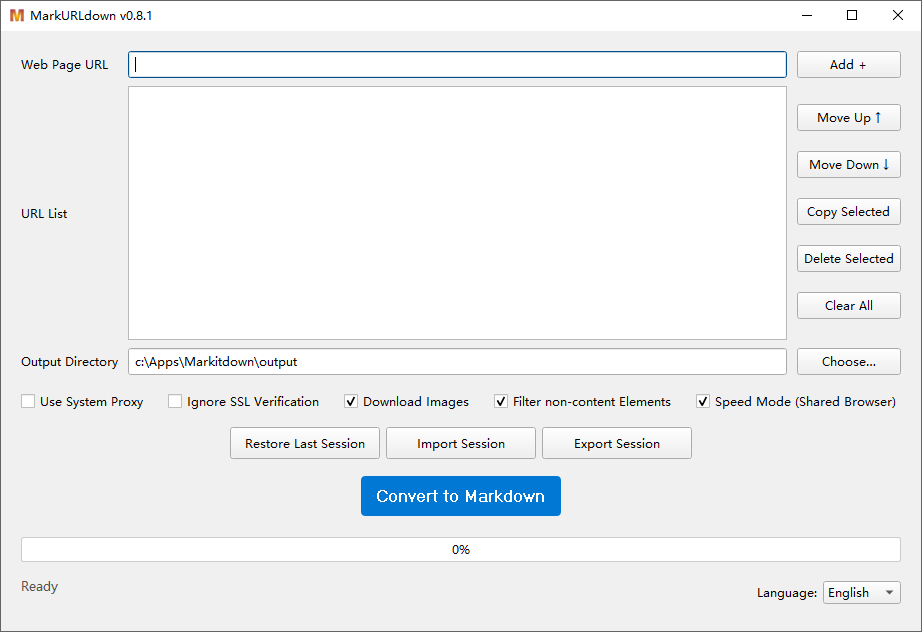 MarkURLdown v0.8.1
Web Page URL
Add +
Move Up ↑
Move Down ↓
URL List
Copy Selected
Delete Selected
Clear All
Output Directory
c:\Apps\Markitdown\output
Choose...
Use System Proxy
Ignore SSL Verification
Download Images
Filter non-content Elements
Speed Mode (Shared Browser)
Restore Last Session
Import Session
Export Session
Convert to Markdown
0%
Ready
Language:
English